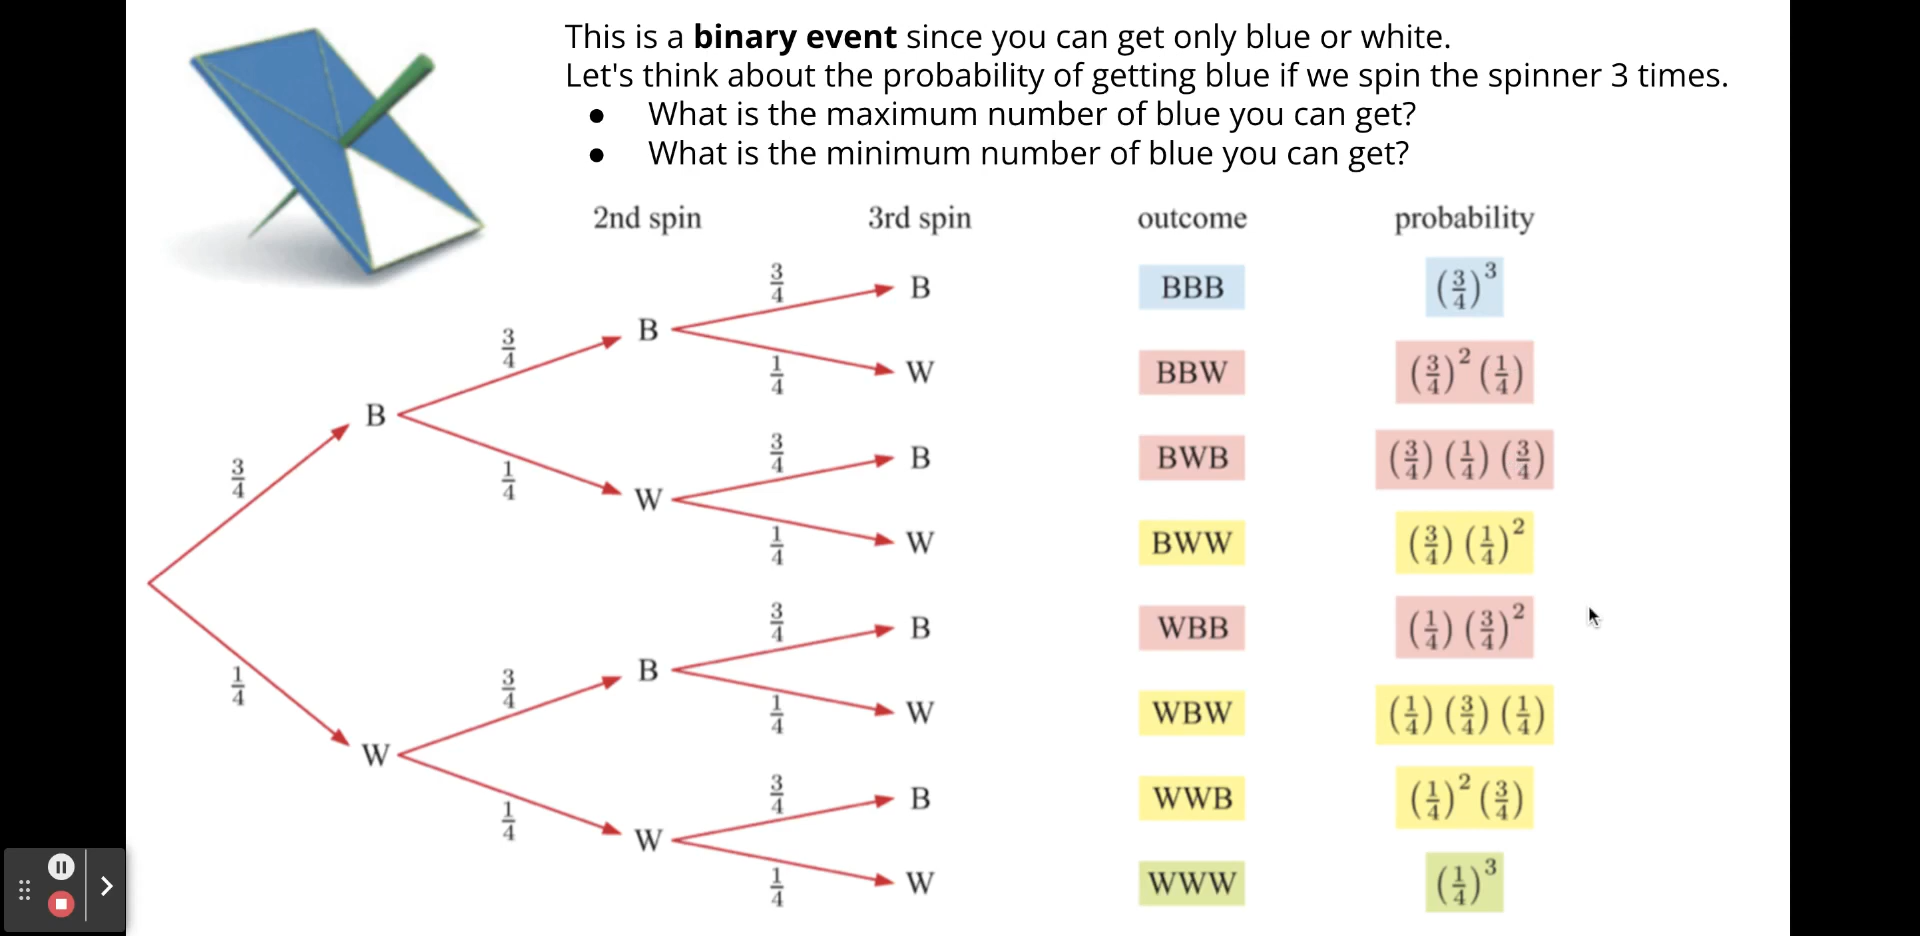 This is a binary event since you can get only blue or white.
Let's think about the probability of getting blue if we spin the spinner 3 times.
● What is the maximum number of blue you can get?
● What is the minimum number of blue you can get?
2nd spin 3rd spin outcome probability
3/4 B BBB (3/4)^3
3/4 B
1/4 W BBW (3/4)^2 (1/4)
B
3/4 B BWB (3/4) (1/4) (3/4)
3/4 1/4 W
1/4 W BWW (3/4) (1/4)^2
3/4 B WBB (1/4) (3/4)^2
1/4 3/4 B
1/4 W WBW (1/4) (3/4) (1/4)
W
3/4 B WWB (1/4)^2 (3/4)
1/4 W
1/4 W WWW (1/4)^3